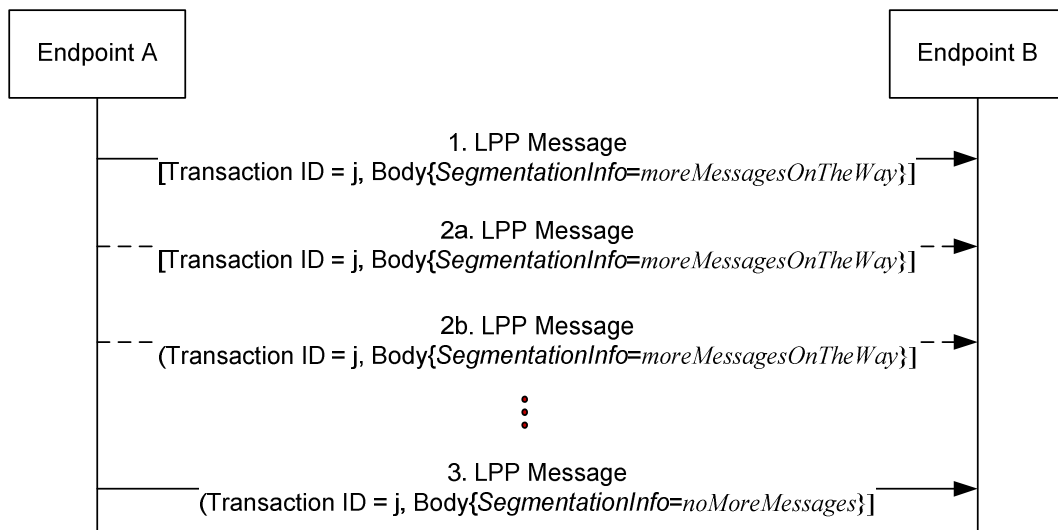 Endpoint A
Endpoint B
1. LPP Message
[Transaction ID = j, Body{SegmentationInfo=moreMessagesOnTheWay}]
2a. LPP Message
[Transaction ID = j, Body{SegmentationInfo=moreMessagesOnTheWay}]
2b. LPP Message
(Transaction ID = j, Body{SegmentationInfo=moreMessagesOnTheWay}]
3. LPP Message
(Transaction ID = j, Body{SegmentationInfo=noMoreMessages}]